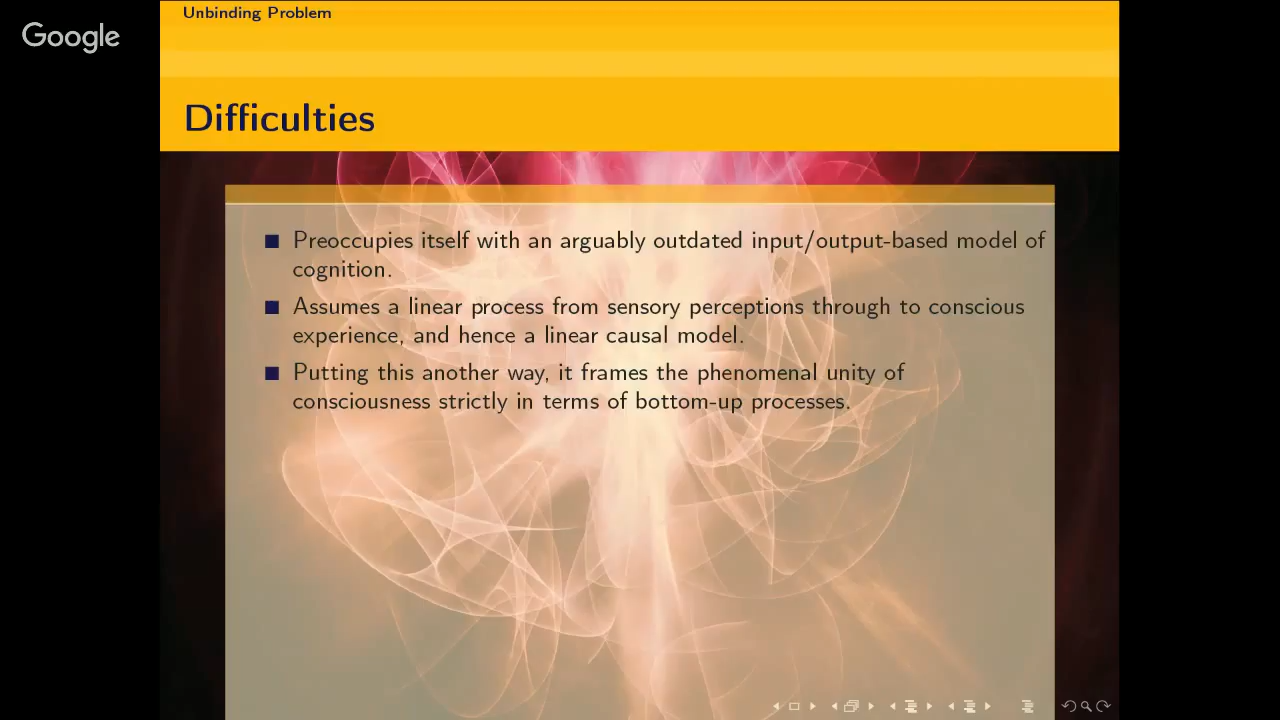 Google
Unbinding Problem
Difficulties
Preoccupies itself with an arguably outdated input/output-based model of
cognition.
Assumes a linear process from sensory perceptions through to conscious
experience, and hence a linear causal model.
Putting this another way, it frames the phenomenal unity of
consciousness strictly in terms of bottom-up processes.